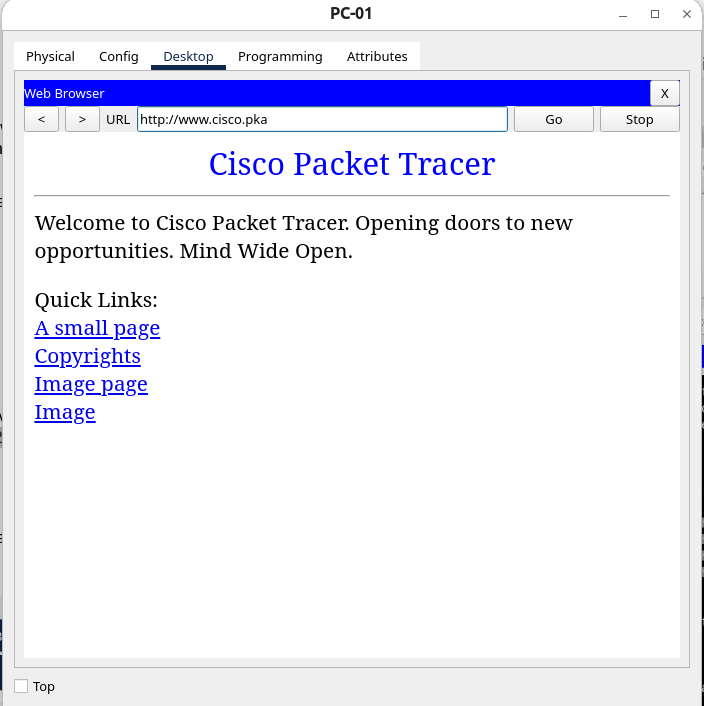 PC-01
Physical Config Desktop Programming Attributes
Web Browser X
< > URL http://www.cisco.pka Go Stop
Cisco Packet Tracer
Welcome to Cisco Packet Tracer. Opening doors to new
opportunities. Mind Wide Open.
Quick Links:
A small page
Copyrights
Image page
Image
Top